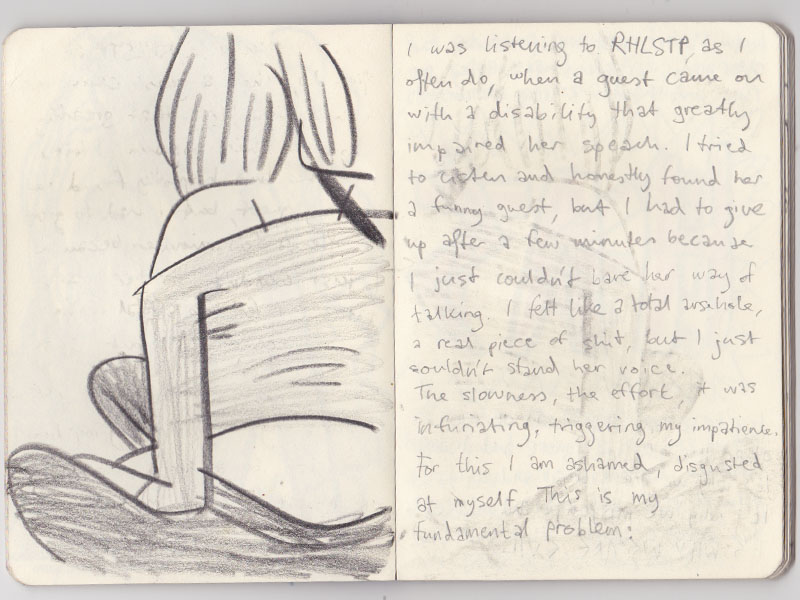 I was listening to RHLSTP, as I
often do, when a guest came on
with a disability that greatly
impaired her speach. I tried
to listen and honestly found her
a funny guest, but I had to give
up after a few minutes because
I just couldn't bare her way of
talking. I felt like a total arsehole,
a real piece of shit, but I just
couldn't stand her voice.
The slowness, the effort, it was
infuriating, triggering my impatience.
For this I am ashamed, disgusted
at myself. This is my
fundamental problem: